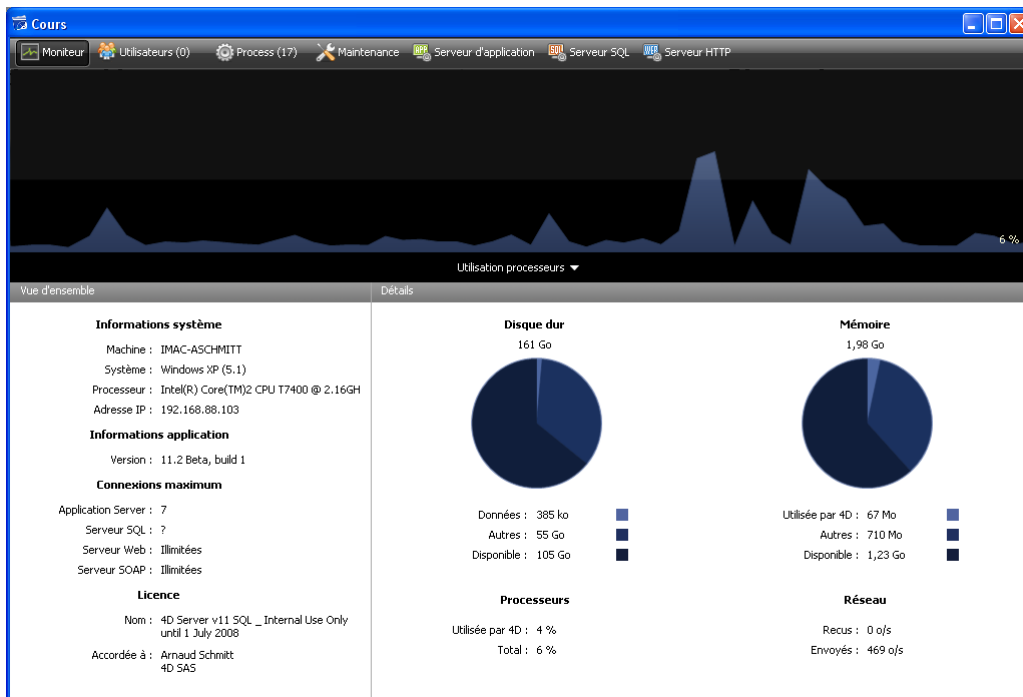 Cours
Moniteur Utilisateurs (0) Process (17) Maintenance Serveur d'application Serveur SQL Serveur HTTP
6 %
Utilisation processeurs
Vue d'ensemble
Informations système
Machine : IMAC-ASCHMITT
Système : Windows XP (5.1)
Processeur : Intel(R) Core(TM)2 CPU T7400 @ 2.16GH
Adresse IP : 192.168.88.103
Informations application
Version : 11.2 Beta, build 1
Connexions maximum
Application Server : 7
Serveur SQL : ?
Serveur Web : Illimitées
Serveur SOAP : Illimitées
Licence
Nom : 4D Server v11 SQL _ Internal Use Only
until 1 July 2008
Accordée à : Arnaud Schmitt
4D SAS
Détails
Disque dur
161 Go
Données : 385 ko
Autres : 55 Go
Disponible : 105 Go
Mémoire
1,98 Go
Utilisée par 4D : 67 Mo
Autres : 710 Mo
Disponible : 1,23 Go
Processeurs
Utilisée par 4D : 4 %
Total : 6 %
Réseau
Recus : 0 o/s
Envoyés : 469 o/s